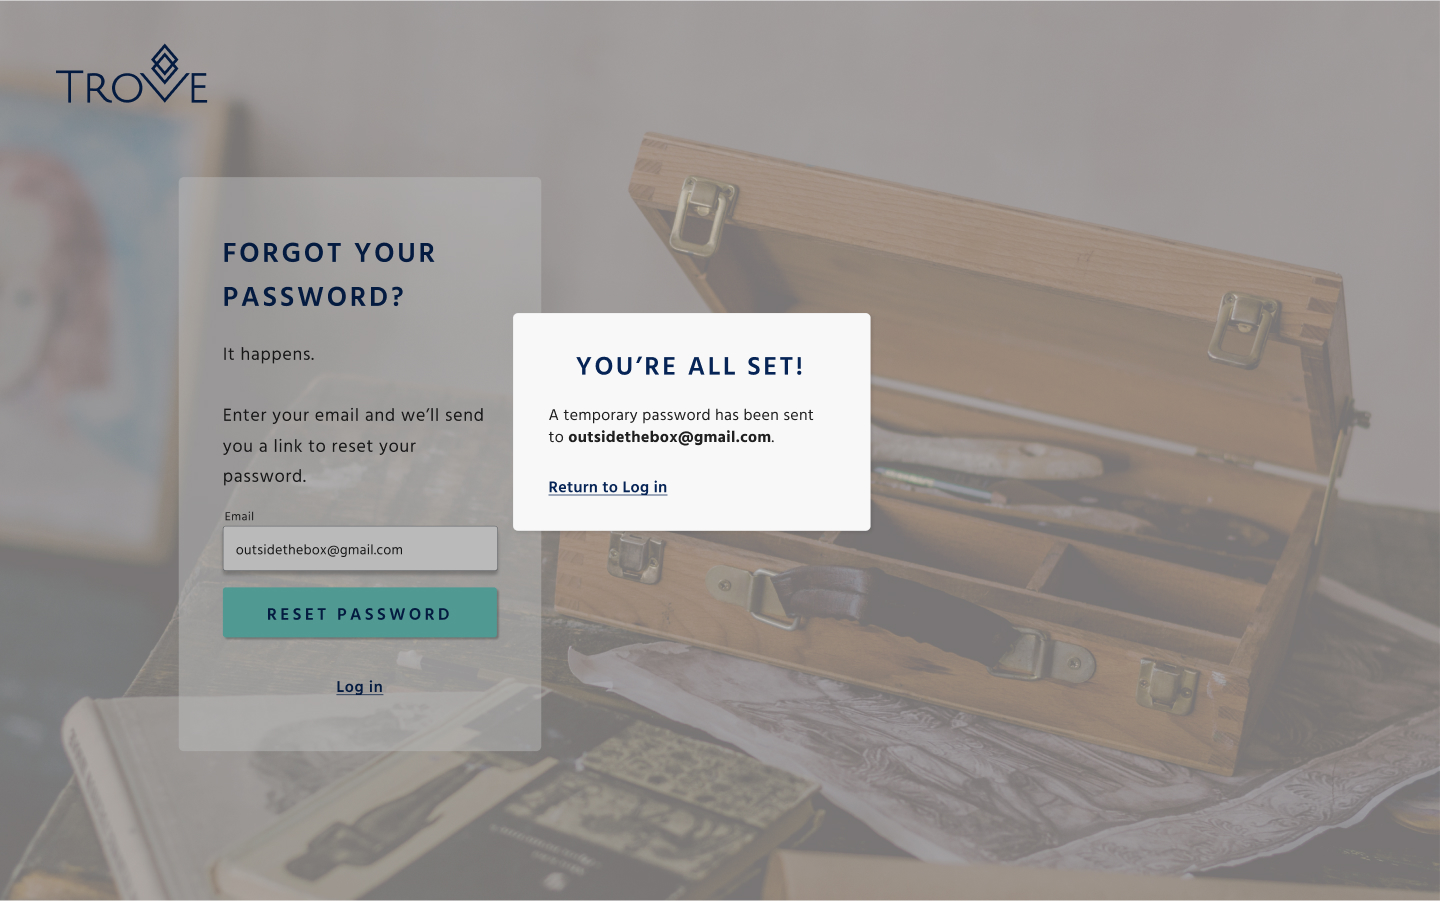 TROVE
FORGOT YOUR
PASSWORD?
It happens.
Enter your email and we’ll send
you a link to reset your
password.
Email
outsidethebox@gmail.com
RESET PASSWORD
Log in
YOU’RE ALL SET!
A temporary password has been sent
to outsidethebox@gmail.com.
Return to Log in